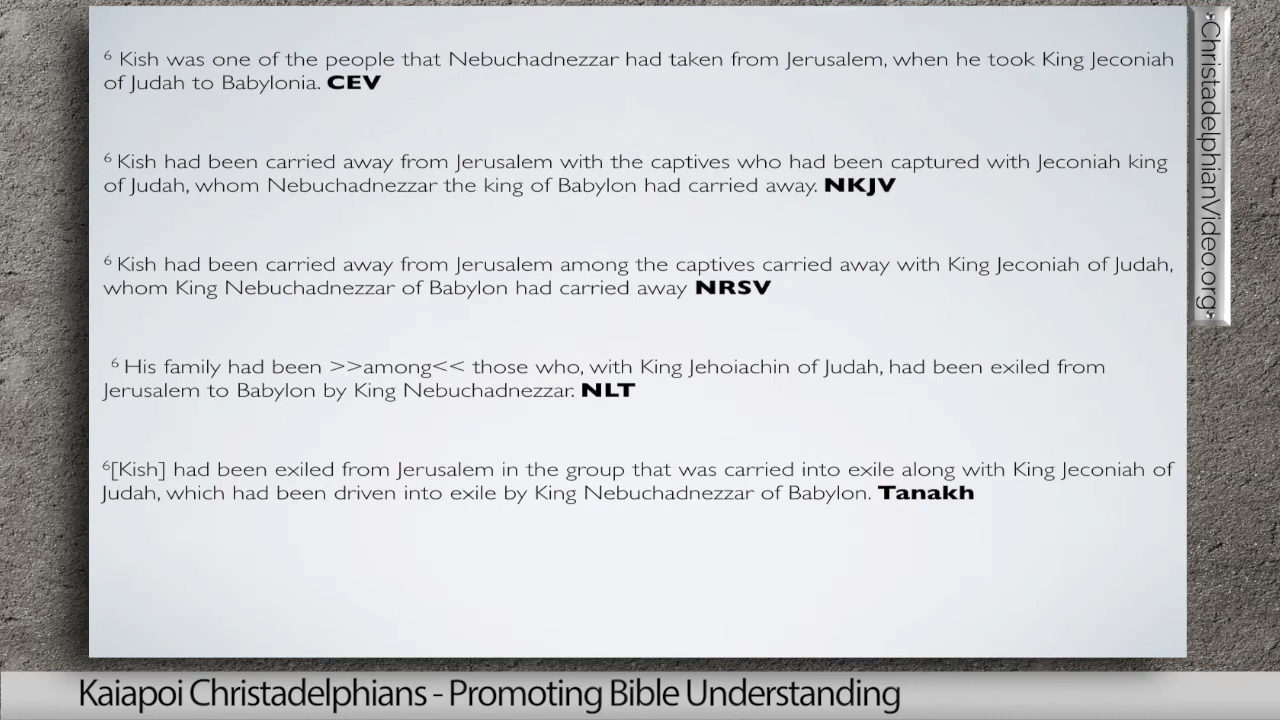 ⁶ Kish was one of the people that Nebuchadnezzar had taken from Jerusalem, when he took King Jeconiah
of Judah to Babylonia. CEV
⁶ Kish had been carried away from Jerusalem with the captives who had been captured with Jeconiah king
of Judah, whom Nebuchadnezzar the king of Babylon had carried away. NKJV
⁶ Kish had been carried away from Jerusalem among the captives carried away with King Jeconiah of Judah,
whom King Nebuchadnezzar of Babylon had carried away NRSV
⁶ His family had been >>among<< those who, with King Jehoiachin of Judah, had been exiled from
Jerusalem to Babylon by King Nebuchadnezzar. NLT
⁶[Kish] had been exiled from Jerusalem in the group that was carried into exile along with King Jeconiah of
Judah, which had been driven into exile by King Nebuchadnezzar of Babylon. Tanakh
ChristadelphianVideo.org
Kaiapoi Christadelphians - Promoting Bible Understanding